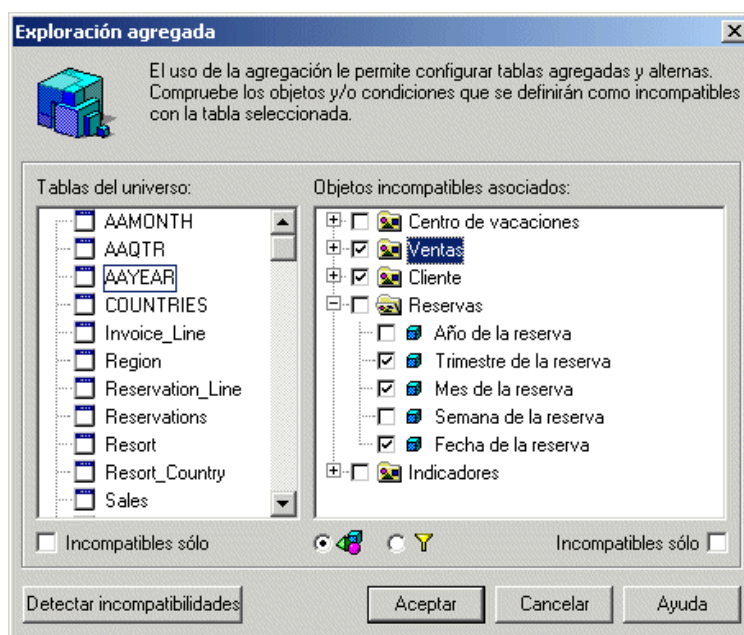 Exploración agregada
El uso de la agregación le permite configurar tablas agregadas y alternas.
Compruebe los objetos y/o condiciones que se definirán como incompatibles
con la tabla seleccionada.
Tablas del universo:
AAMONTH
AAQTR
AAYEAR
COUNTRIES
Invoice_Line
Region
Reservation_Line
Reservations
Resort
Resort_Country
Sales
Incompatibles sólo
Objetos incompatibles asociados:
Centro de vacaciones
Ventas
Cliente
Reservas
Año de la reserva
Trimestre de la reserva
Mes de la reserva
Semana de la reserva
Fecha de la reserva
Indicadores
Incompatibles sólo
Detectar incompatibilidades
Aceptar
Cancelar
Ayuda